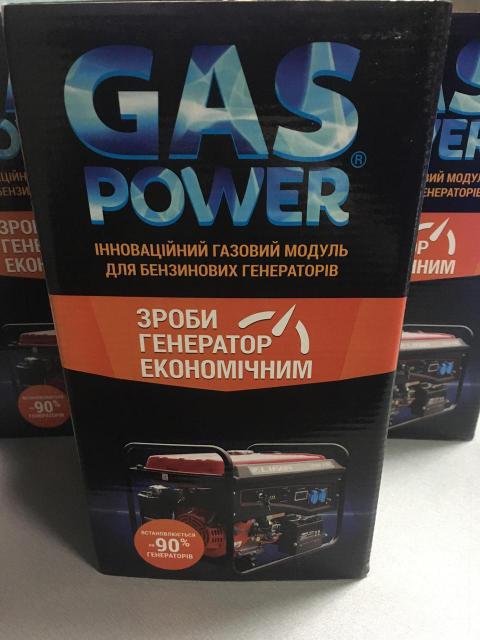 GAS
POWER®
ІННОВАЦІЙНИЙ ГАЗОВИЙ МОДУЛЬ
ДЛЯ БЕНЗИНОВИХ ГЕНЕРАТОРІВ
ЗРОБИ
ГЕНЕРАТОР
ЕКОНОМІЧНИМ
ВСТАНОВЛЮЄТЬСЯ
на 90%
ГЕНЕРАТОРІВ